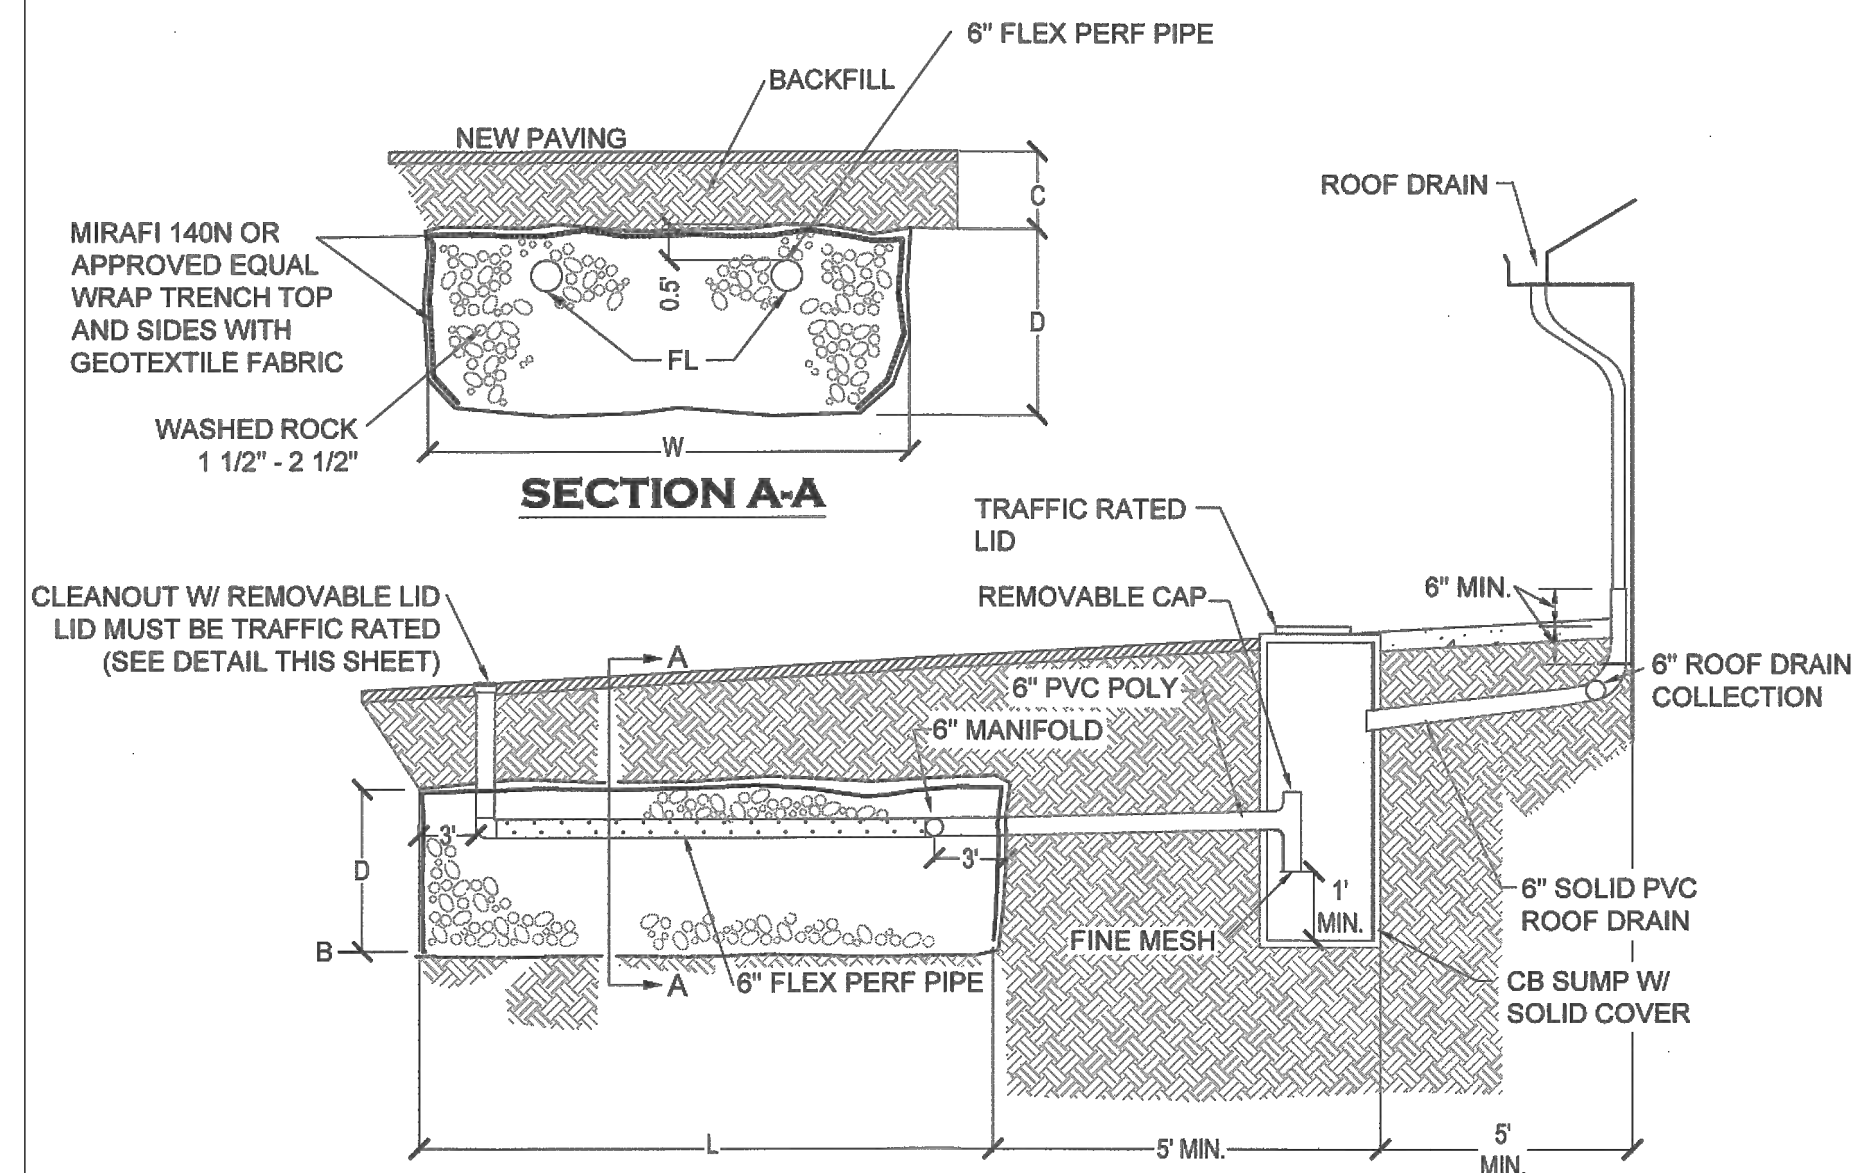 6" FLEX PERF PIPE
BACKFILL
NEW PAVING
C
ROOF DRAIN
MIRAFI 140N OR
APPROVED EQUAL
WRAP TRENCH TOP
AND SIDES WITH
GEOTEXTILE FABRIC
0.5'
D
FL
WASHED ROCK
1 1/2" - 2 1/2"
W
SECTION A-A
TRAFFIC RATED
LID
CLEANOUT W/ REMOVABLE LID
LID MUST BE TRAFFIC RATED
(SEE DETAIL THIS SHEET)
REMOVABLE CAP
6" MIN.
A
6" PVC POLY
6" MANIFOLD
6" ROOF DRAIN
COLLECTION
3'
3'
D
1'
MIN.
6" SOLID PVC
ROOF DRAIN
B
FINE MESH
A
6" FLEX PERF PIPE
CB SUMP W/
SOLID COVER
L
5' MIN.
5'
MIN.